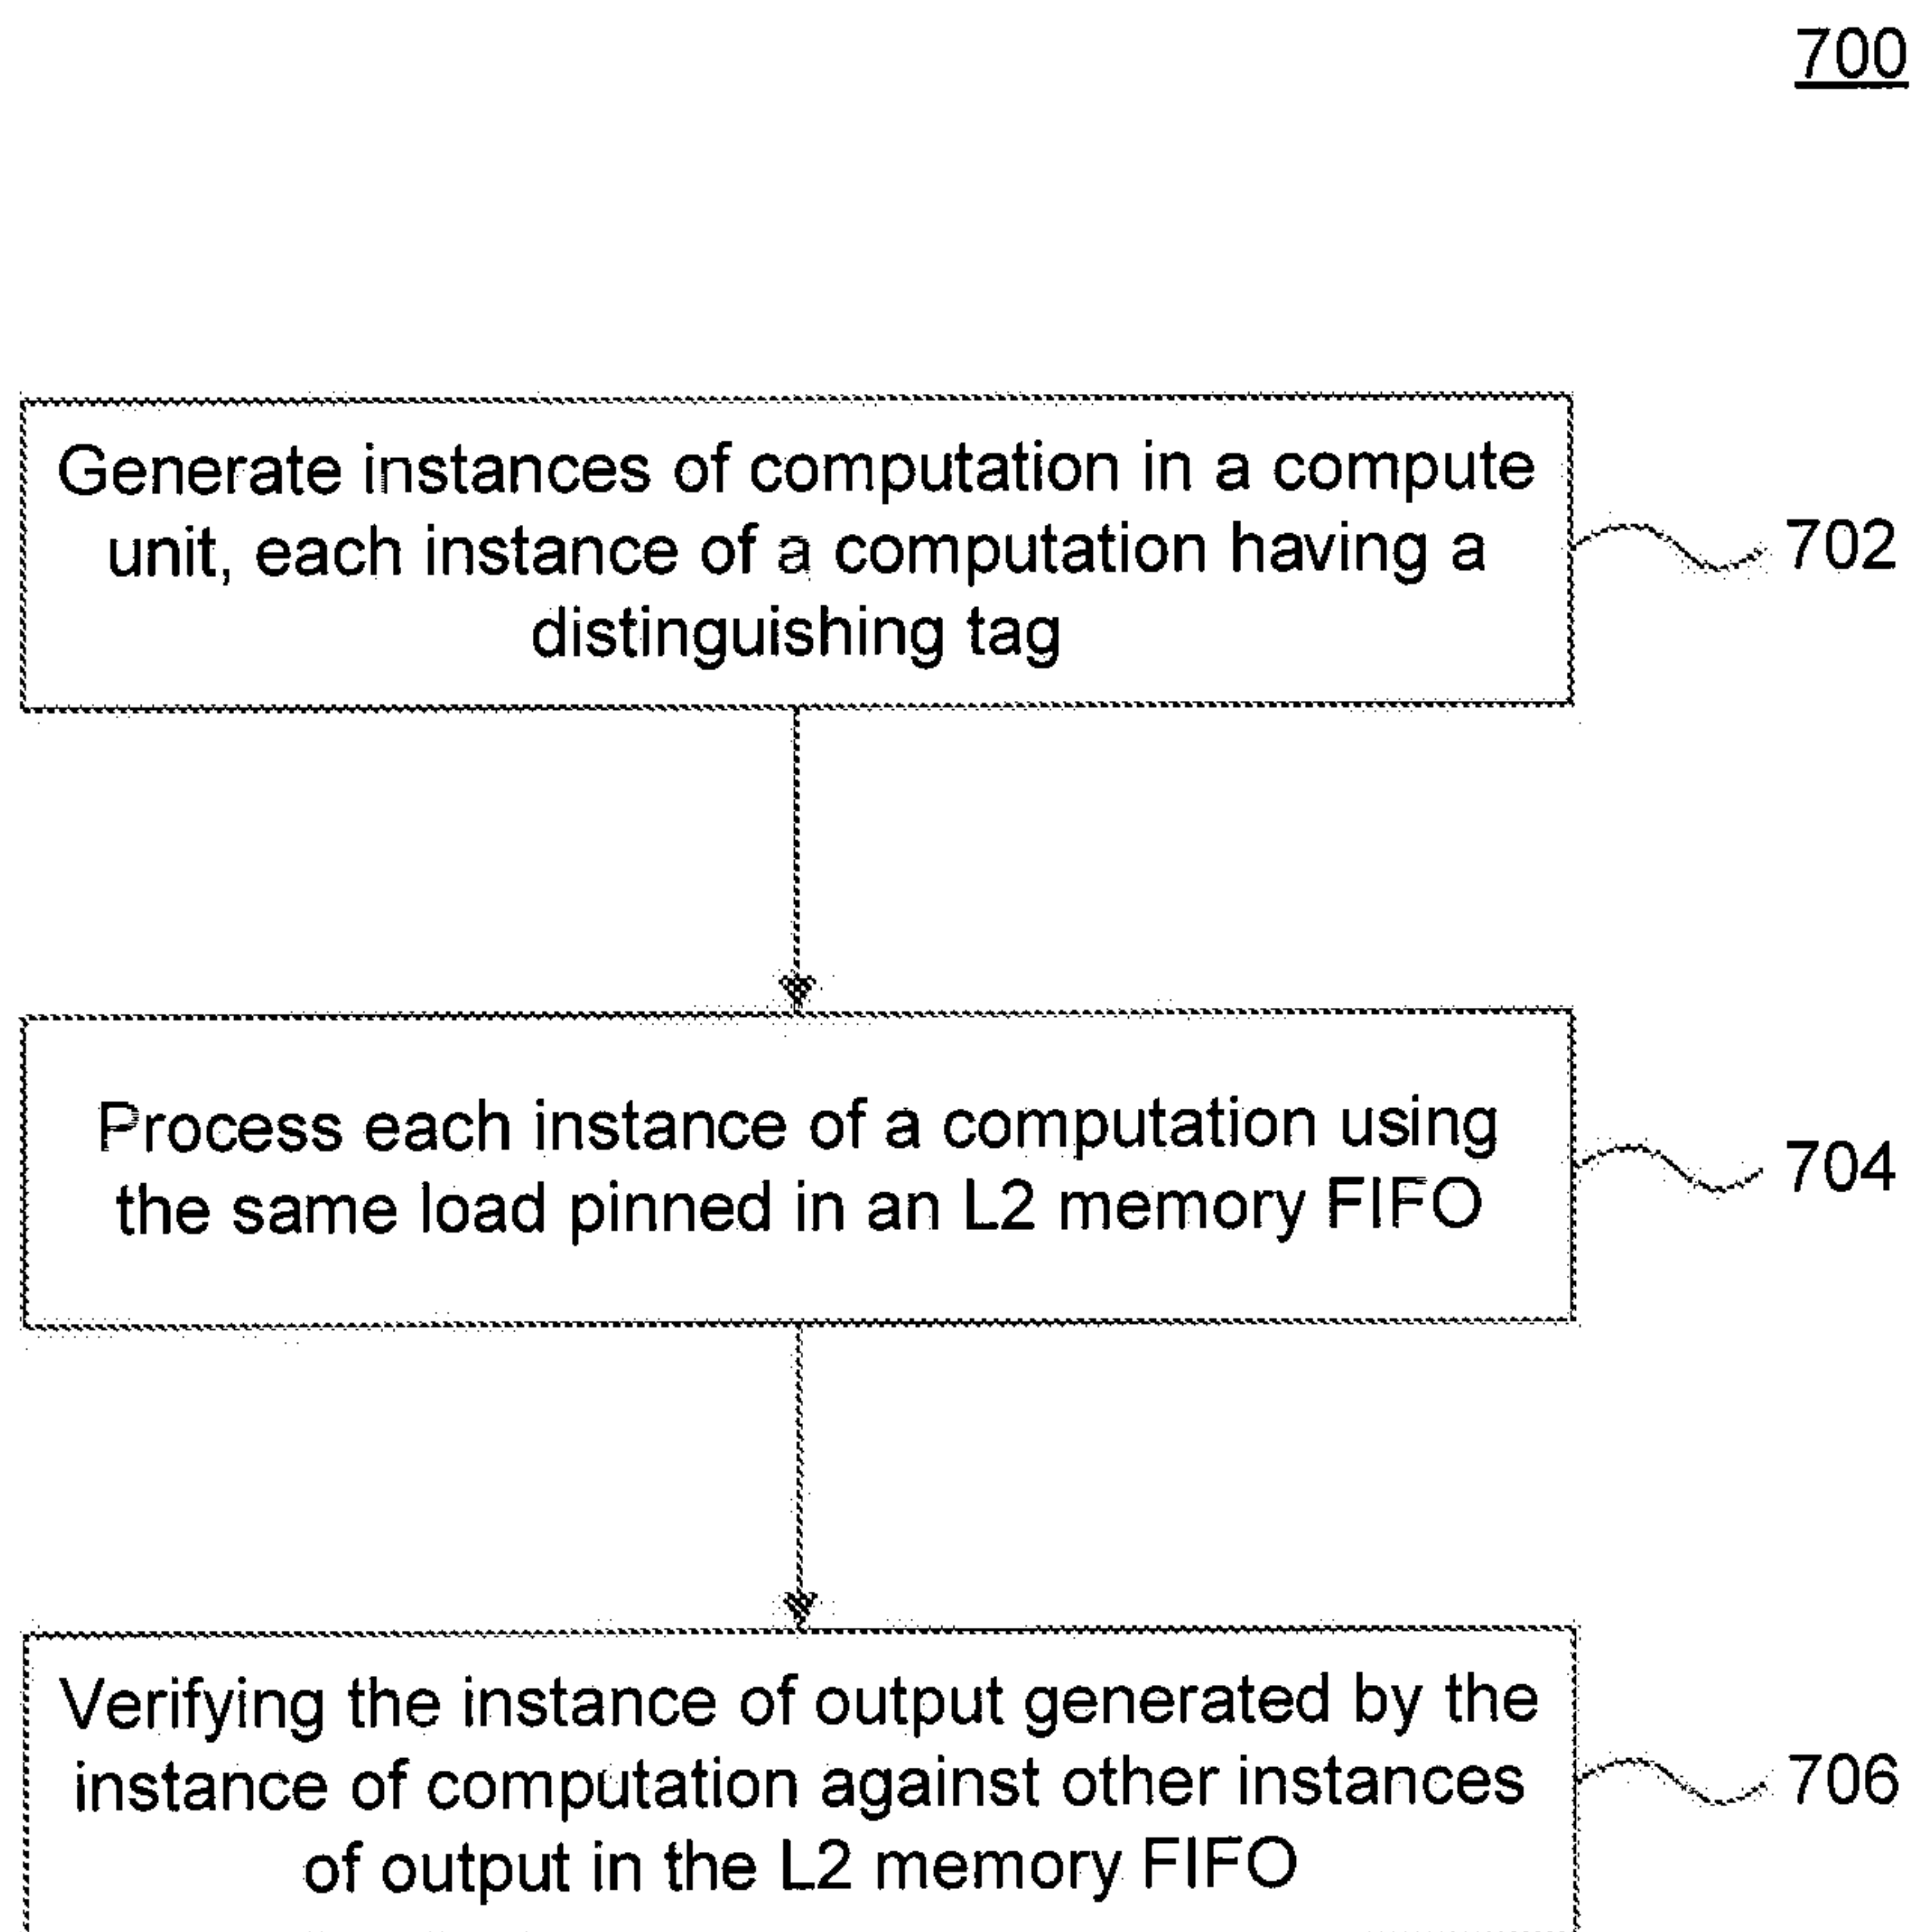 700
Generate instances of computation in a compute
unit, each instance of a computation having a
distinguishing tag
702
Process each instance of a computation using
the same load pinned in an L2 memory FIFO
704
Verifying the instance of output generated by the
instance of computation against other instances
of output in the L2 memory FIFO
706